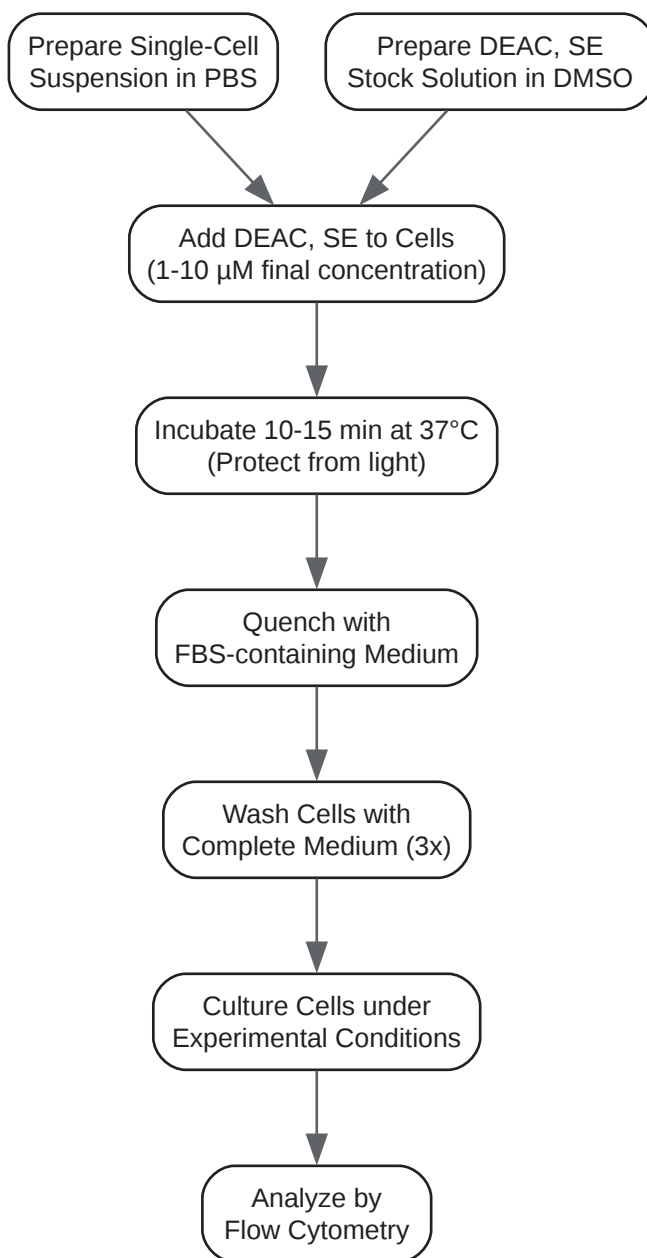 Prepare Single-Cell
Suspension in PBS
Prepare DEAC, SE
Stock Solution in DMSO
Add DEAC, SE to Cells
(1-10 µM final concentration)
Incubate 10-15 min at 37°C
(Protect from light)
Quench with
FBS-containing Medium
Wash Cells with
Complete Medium (3x)
Culture Cells under
Experimental Conditions
Analyze by
Flow Cytometry